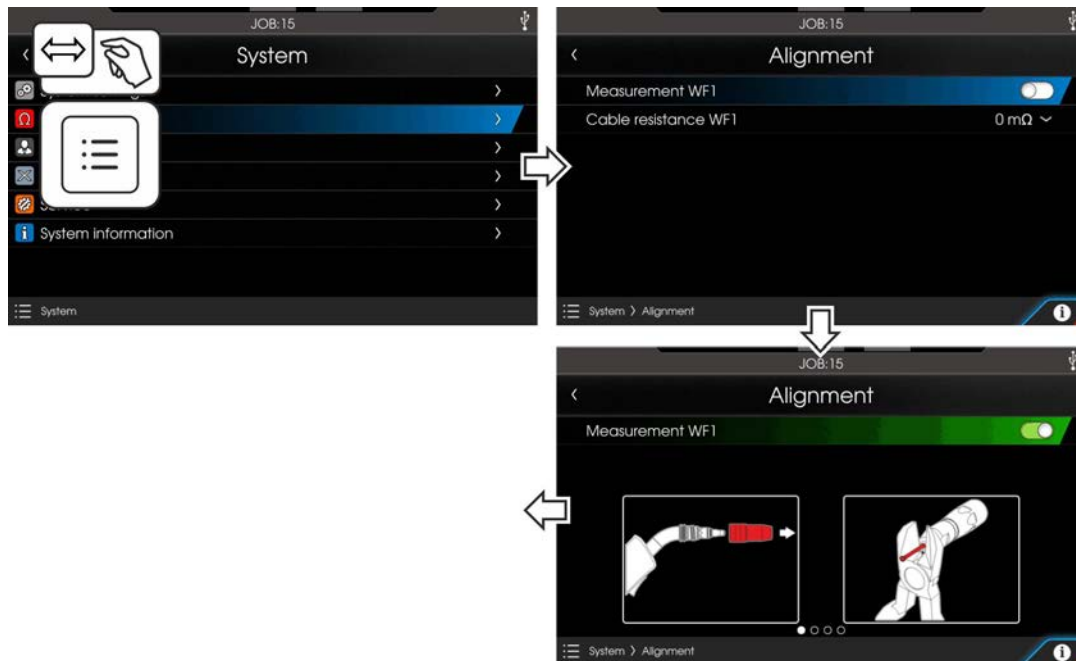 JOB:15
System
System information
System
JOB:15
Alignment
Measurement WF1
Cable resistance WF1 0 mΩ
System > Alignment
JOB:15
Alignment
Measurement WF1
System > Alignment